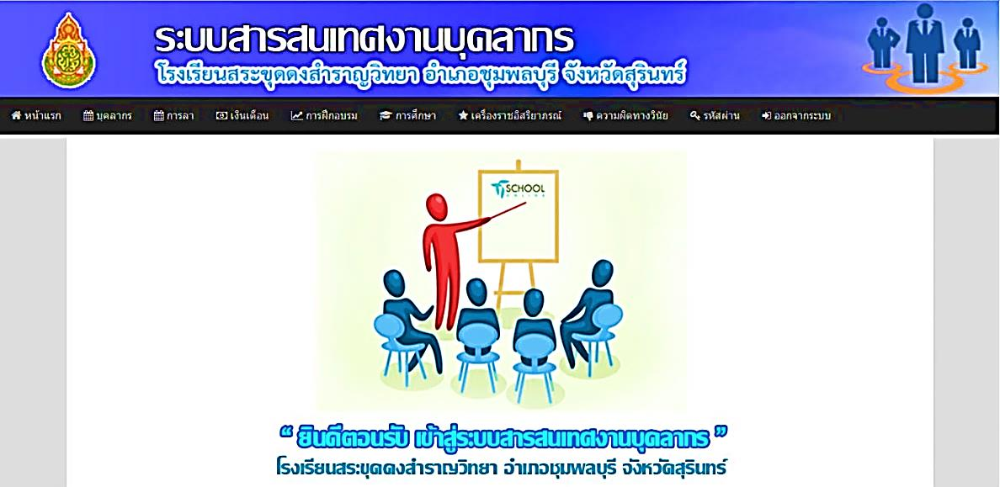 ระบบสารสนเทศงานบุคลากร
โรงเรียนสระขุดดงสำราญวิทยา อำเภอชุมพลบุรี จังหวัดสุรินทร์
หน้าแรก บุคลากร การลา เงินเดือน การฝึกอบรม การศึกษา เครื่องราชอิสริยาภรณ์ ความผิดทางวินัย รหัสผ่าน ออกจากระบบ
SCHOOL
ONLINE
“ ยินดีตอนรับ เข้าสู่ระบบสารสนเทศงานบุคลากร ”
โรงเรียนสระขุดดงสำราญวิทยา อำเภอชุมพลบุรี จังหวัดสุรินทร์